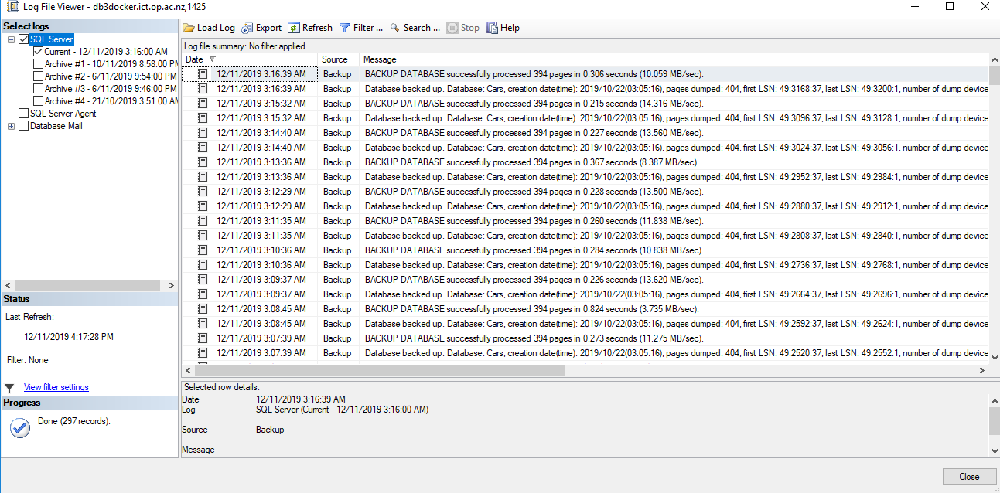 Log File Viewer - db3docker.ict.op.ac.nz,1425
Select logs
SQL Server
Current - 12/11/2019 3:16:00 AM
Archive #1 - 10/11/2019 8:58:00 PM
Archive #2 - 6/11/2019 9:54:00 PM
Archive #3 - 6/11/2019 9:46:00 PM
Archive #4 - 21/10/2019 3:51:00 AM
SQL Server Agent
Database Mail
Status
Last Refresh:
12/11/2019 4:17:28 PM
Filter: None
View filter settings
Progress
Done (297 records).
Load Log Export Refresh Filter ... Search ... Stop Help
Log file summary: No filter applied
Date Source Message
12/11/2019 3:16:39 AM Backup BACKUP DATABASE successfully processed 394 pages in 0.306 seconds (10.059 MB/sec).
12/11/2019 3:16:39 AM Backup Database backed up. Database: Cars, creation date(time): 2019/10/22(03:05:16), pages dumped: 404, first LSN: 49:3168:37, last LSN: 49:3200:1, number of dump device
12/11/2019 3:15:32 AM Backup BACKUP DATABASE successfully processed 394 pages in 0.215 seconds (14.316 MB/sec).
12/11/2019 3:15:32 AM Backup Database backed up. Database: Cars, creation date(time): 2019/10/22(03:05:16), pages dumped: 404, first LSN: 49:3096:37, last LSN: 49:3128:1, number of dump device
12/11/2019 3:14:40 AM Backup BACKUP DATABASE successfully processed 394 pages in 0.227 seconds (13.560 MB/sec).
12/11/2019 3:14:40 AM Backup Database backed up. Database: Cars, creation date(time): 2019/10/22(03:05:16), pages dumped: 404, first LSN: 49:3024:37, last LSN: 49:3056:1, number of dump device
12/11/2019 3:13:36 AM Backup BACKUP DATABASE successfully processed 394 pages in 0.367 seconds (8.387 MB/sec).
12/11/2019 3:13:36 AM Backup Database backed up. Database: Cars, creation date(time): 2019/10/22(03:05:16), pages dumped: 404, first LSN: 49:2952:37, last LSN: 49:2984:1, number of dump device
12/11/2019 3:12:29 AM Backup BACKUP DATABASE successfully processed 394 pages in 0.228 seconds (13.500 MB/sec).
12/11/2019 3:12:29 AM Backup Database backed up. Database: Cars, creation date(time): 2019/10/22(03:05:16), pages dumped: 404, first LSN: 49:2880:37, last LSN: 49:2912:1, number of dump device
12/11/2019 3:11:35 AM Backup BACKUP DATABASE successfully processed 394 pages in 0.260 seconds (11.838 MB/sec).
12/11/2019 3:11:35 AM Backup Database backed up. Database: Cars, creation date(time): 2019/10/22(03:05:16), pages dumped: 404, first LSN: 49:2808:37, last LSN: 49:2840:1, number of dump device
12/11/2019 3:10:36 AM Backup BACKUP DATABASE successfully processed 394 pages in 0.284 seconds (10.838 MB/sec).
12/11/2019 3:10:36 AM Backup Database backed up. Database: Cars, creation date(time): 2019/10/22(03:05:16), pages dumped: 404, first LSN: 49:2736:37, last LSN: 49:2768:1, number of dump device
12/11/2019 3:09:37 AM Backup BACKUP DATABASE successfully processed 394 pages in 0.226 seconds (13.620 MB/sec).
12/11/2019 3:09:37 AM Backup Database backed up. Database: Cars, creation date(time): 2019/10/22(03:05:16), pages dumped: 404, first LSN: 49:2664:37, last LSN: 49:2696:1, number of dump device
12/11/2019 3:08:45 AM Backup BACKUP DATABASE successfully processed 394 pages in 0.824 seconds (3.735 MB/sec).
12/11/2019 3:08:45 AM Backup Database backed up. Database: Cars, creation date(time): 2019/10/22(03:05:16), pages dumped: 404, first LSN: 49:2592:37, last LSN: 49:2624:1, number of dump device
12/11/2019 3:07:39 AM Backup BACKUP DATABASE successfully processed 394 pages in 0.273 seconds (11.275 MB/sec).
12/11/2019 3:07:39 AM Backup Database backed up. Database: Cars, creation date(time): 2019/10/22(03:05:16), pages dumped: 404, first LSN: 49:2520:37, last LSN: 49:2552:1, number of dump device
Selected row details:
Date 12/11/2019 3:16:39 AM
Log SQL Server (Current - 12/11/2019 3:16:00 AM)
Source Backup
Message
Close